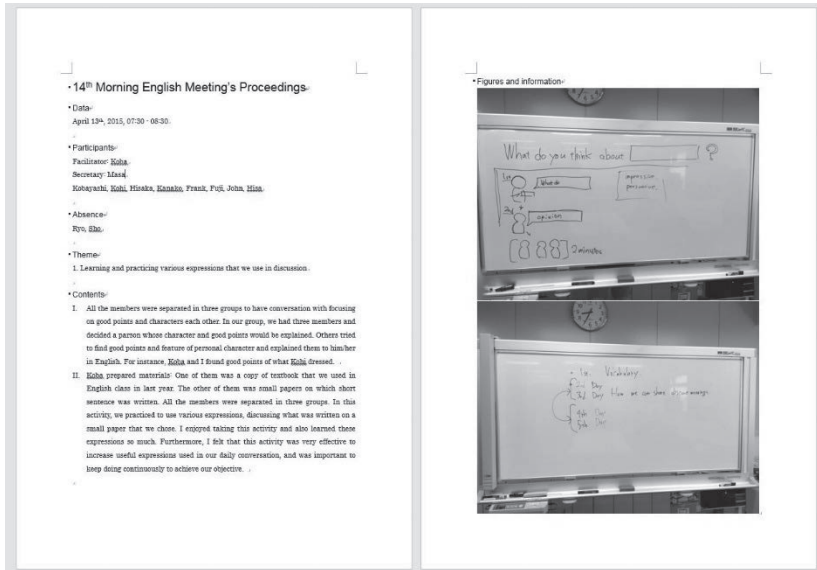 14th Morning English Meeting's Proceedings
Data
April 13th, 2015, 07:30 - 08:30.
Participants
Facilitator: Koba.
Secretary: Masa.
Kobayashi, Kohi, Hisaka, Kanako, Frank, Fuji, John, Hisa.
Absence
Ryo, Sho.
Theme
1. Learning and practicing various expressions that we use in discussion.
Contents
I. All the members were separated in three groups to have conversation with focusing
on good points and characters each other. In our group, we had three members and
decided a parson whose character and good points would be explained. Others tried
to find good points and feature of personal character and explained them to him/her
in English. For instance, Koba and I found good points of what Kohi dressed.
II. Koba prepared materials: One of them was a copy of textbook that we used in
English class in last year. The other of them was small papers on which short
sentence was written. All the members were separated in three groups. In this
activity, we practiced to use various expressions, discussing what was written on a
small paper that we chose. I enjoyed taking this activity and also learned these
expressions so much. Furthermore, I felt that this activity was very effective to
increase useful expressions used in our daily conversation, and was important to
keep doing continuously to achieve our objective.
Figures and information
What do you think about ?
1st
2nd
opinion
2 minutes
Vocabulary
3rd Day How we can share
4th Day
5th Day